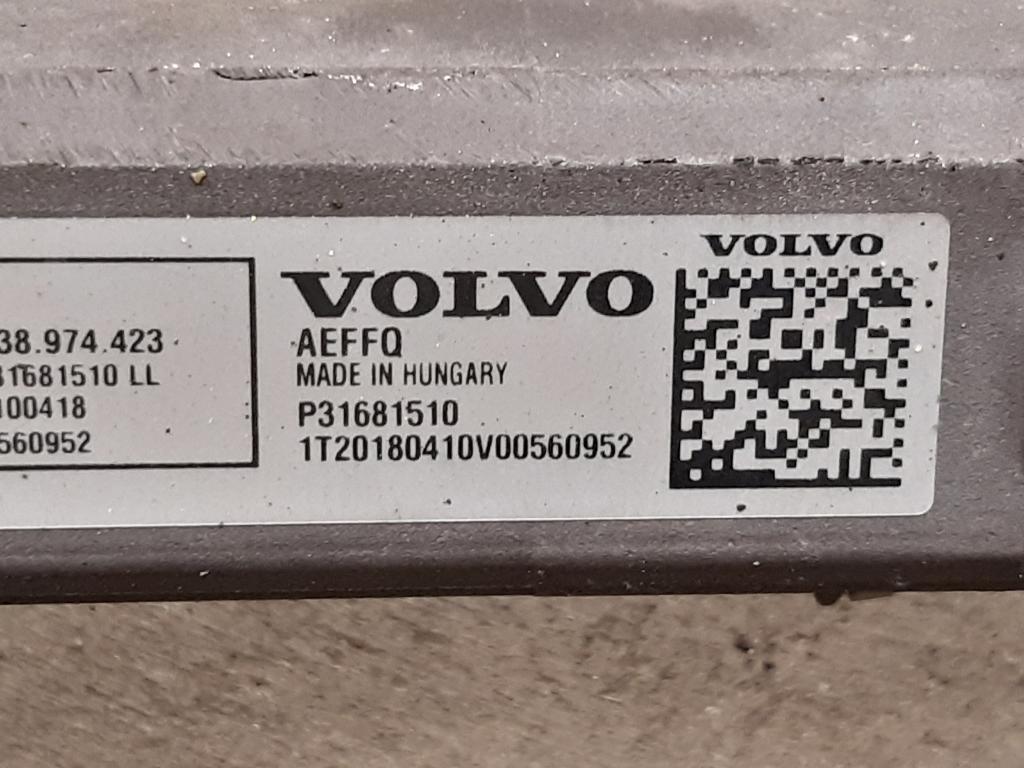 38.974.423
31681510 LL
100418
560952
VOLVO
AEFFQ
MADE IN HUNGARY
P31681510
1T20180410V00560952
VOLVO